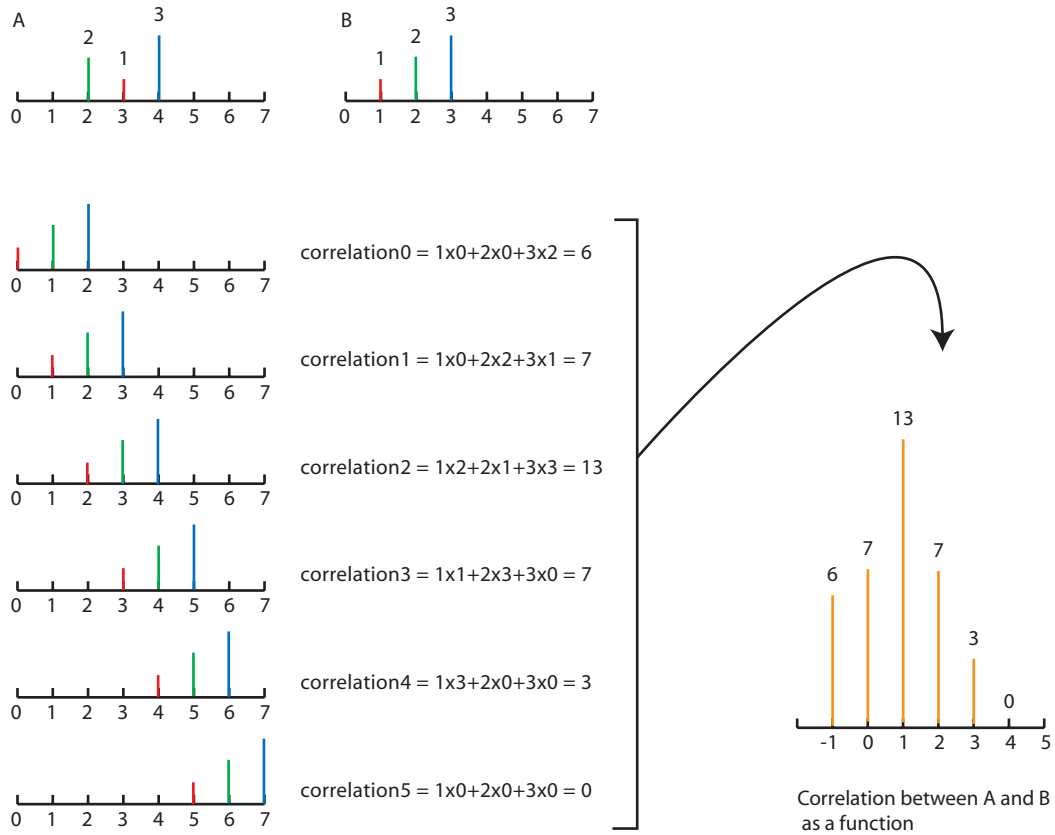 A
2
1
3
0 1 2 3 4 5 6 7
B
1
2
3
0 1 2 3 4 5 6 7
0 1 2 3 4 5 6 7
correlation0 = 1x0+2x0+3x2 = 6
0 1 2 3 4 5 6 7
correlation1 = 1x0+2x2+3x1 = 7
0 1 2 3 4 5 6 7
correlation2 = 1x2+2x1+3x3 = 13
0 1 2 3 4 5 6 7
correlation3 = 1x1+2x3+3x0 = 7
0 1 2 3 4 5 6 7
correlation4 = 1x3+2x0+3x0 = 3
0 1 2 3 4 5 6 7
correlation5 = 1x0+2x0+3x0 = 0
6
7
13
7
3
0
-1 0 1 2 3 4 5
Correlation between A and B
as a function